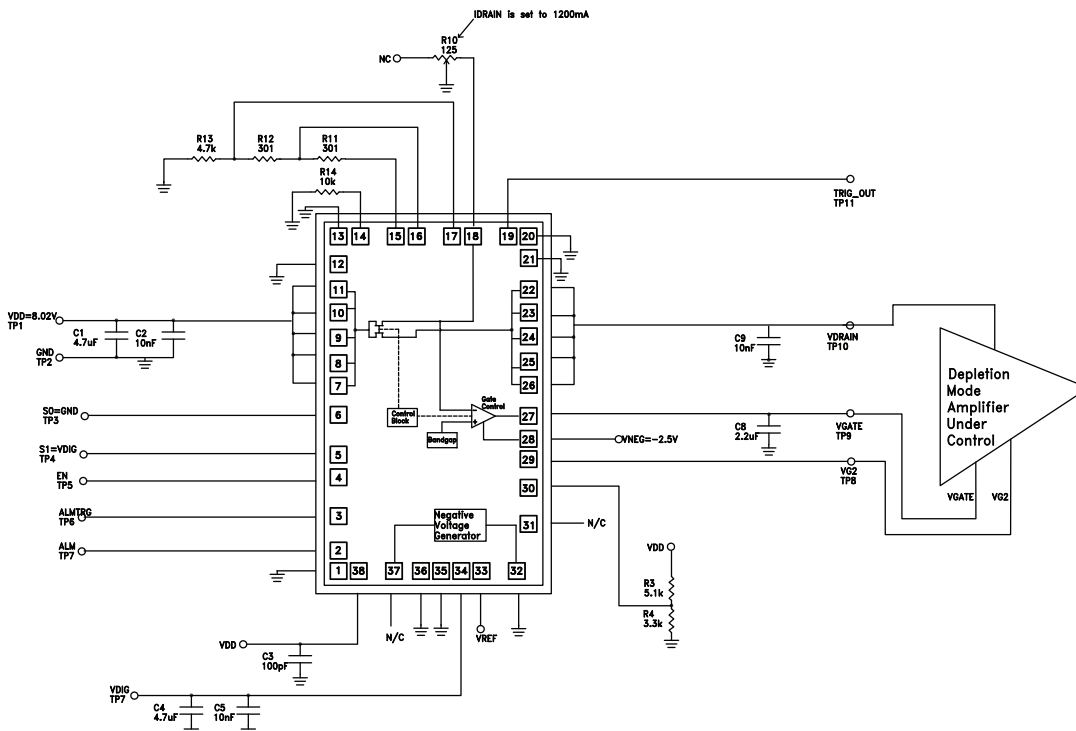 IDRAIN is set to 1200mA
R10
125
NC
R13
4.7k
R12
301
R11
301
R14
10k
TRIG_OUT
TP11
13
14
15
16
17
18
19
20
21
12
11
10
9
8
7
6
5
4
3
2
1
38
37
36
35
34
33
32
22
23
24
25
26
27
28
29
30
31
VDD=8.02V
TP1
C1
4.7uF
C2
10nF
GND
TP2
S0=GND
TP3
S1=VDIG
TP4
EN
TP5
ALMTRG
TP6
ALM
TP7
Control
Block
Gate
Control
-
+
Bandgap
Negative
Voltage
Generator
C9
10nF
VDRAIN
TP10
C8
2.2uF
VGATE
TP9
VNEG=-2.5V
VG2
TP8
Depletion
Mode
Amplifier
Under
Control
VGATE
VG2
N/C
VDD
R3
5.1k
R4
3.3k
VDD
C3
100pF
N/C
VREF
VDIG
TP7
C4
4.7uF
C5
10nF